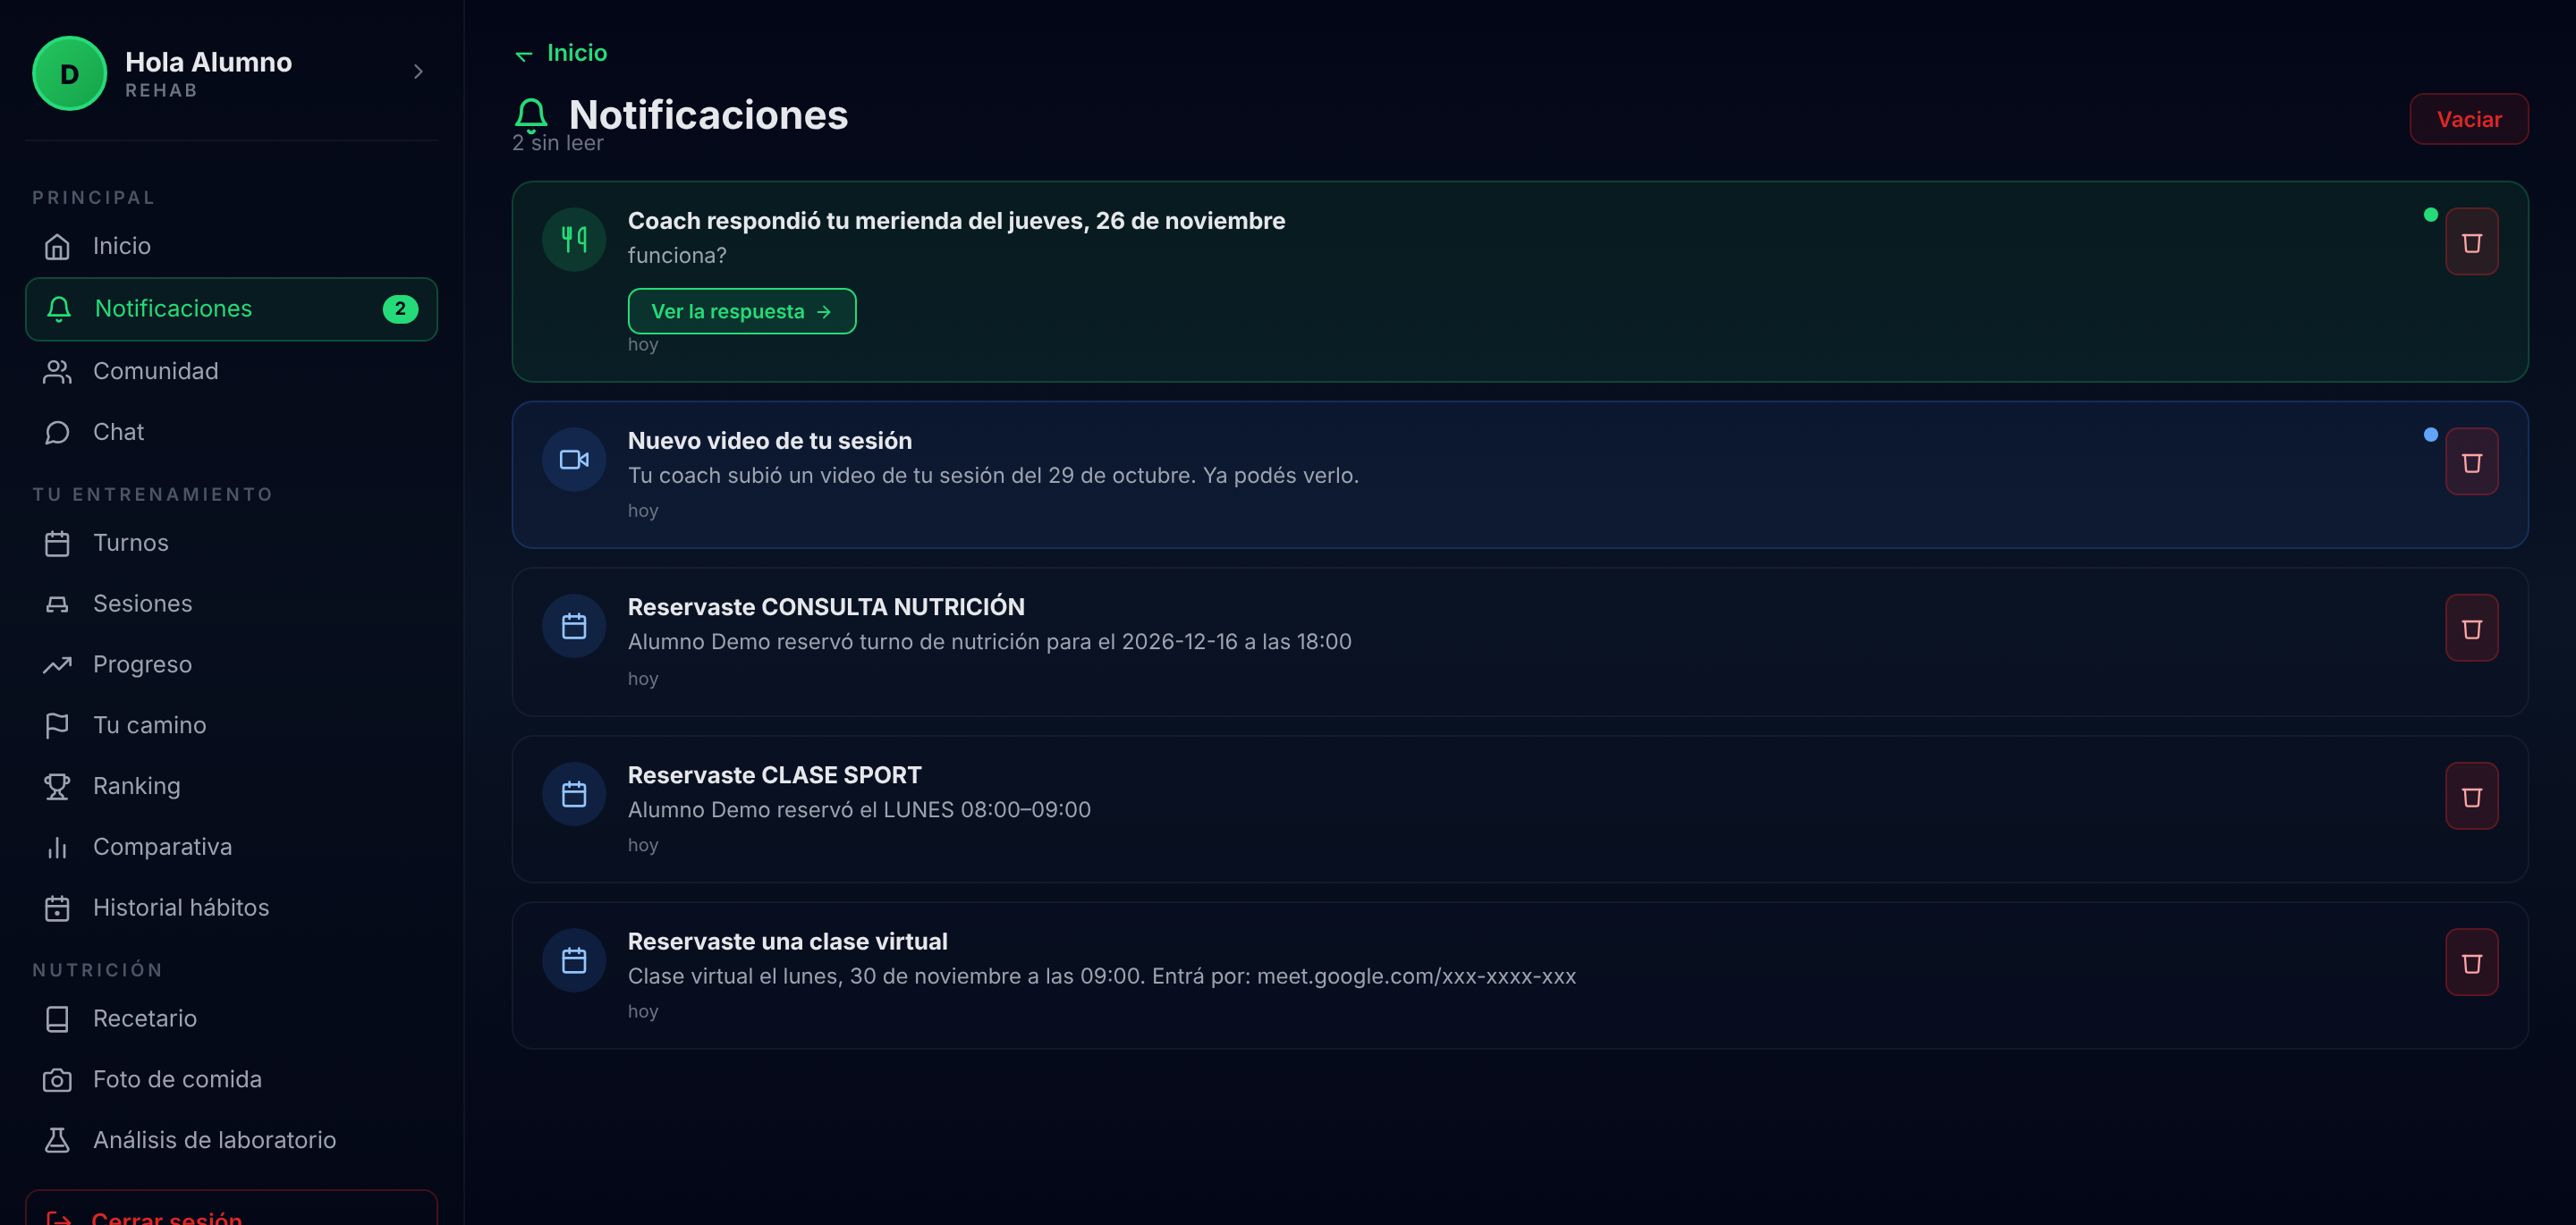 D
Hola Alumno
REHAB
PRINCIPAL
Inicio
Notificaciones 2
Comunidad
Chat
TU ENTRENAMIENTO
Turnos
Sesiones
Progreso
Tu camino
Ranking
Comparativa
Historial hábitos
NUTRICIÓN
Recetario
Foto de comida
Análisis de laboratorio
Cerrar sesión
← Inicio
Notificaciones
2 sin leer
Vaciar
Coach respondió tu merienda del jueves, 26 de noviembre
funciona?
Ver la respuesta →
hoy
Nuevo video de tu sesión
Tu coach subió un video de tu sesión del 29 de octubre. Ya podés verlo.
hoy
Reservaste CONSULTA NUTRICIÓN
Alumno Demo reservó turno de nutrición para el 2026-12-16 a las 18:00
hoy
Reservaste CLASE SPORT
Alumno Demo reservó el LUNES 08:00–09:00
hoy
Reservaste una clase virtual
Clase virtual el lunes, 30 de noviembre a las 09:00. Entrá por: meet.google.com/xxx-xxxx-xxx
hoy